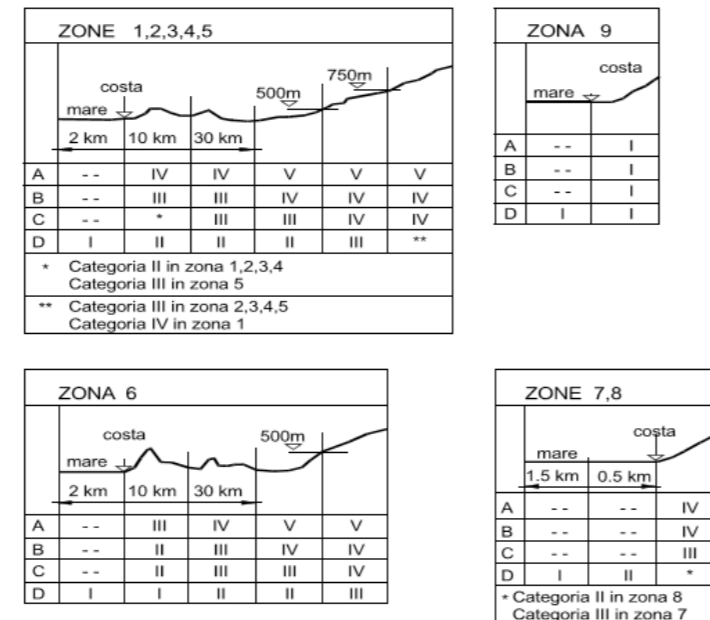 ZONE 1,2,3,4,5
costa
mare
500m
750m
2 km 10 km 30 km
A -- IV IV V V V
B -- III III IV IV IV
C -- * III III IV IV
D I II II II III **
* Categoria II in zona 1,2,3,4
Categoria III in zona 5
** Categoria III in zona 2,3,4,5
Categoria IV in zona 1
ZONA 9
costa
mare
A -- I
B -- I
C -- I
D I I
ZONA 6
costa
500m
mare
2 km 10 km 30 km
A -- III IV V V
B -- II III IV IV
C -- II III III IV
D I I II II III
ZONE 7,8
costa
mare
1.5 km 0.5 km
A -- -- IV
B -- -- IV
C -- -- III
D I II *
* Categoria II in zona 8
Categoria III in zona 7